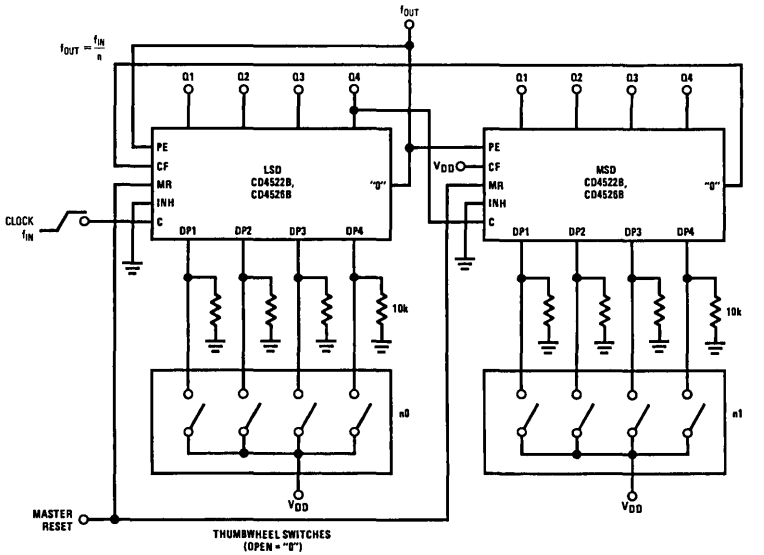 fOUT
fOUT = fIN
n
Q1 Q2 Q3 Q4
Q1 Q2 Q3 Q4
PE
CF
MR
INH
C
LSD
CD4522B,
CD4526B
"0"
DP1 DP2 DP3 DP4
PE
VDD CF
MR
INH
C
MSD
CD4522B,
CD4526B
"0"
DP1 DP2 DP3 DP4
CLOCK
fIN
10k
10k
n0
n1
VDD
VDD
MASTER
RESET
THUMBWHEEL SWITCHES
(OPEN = "0")